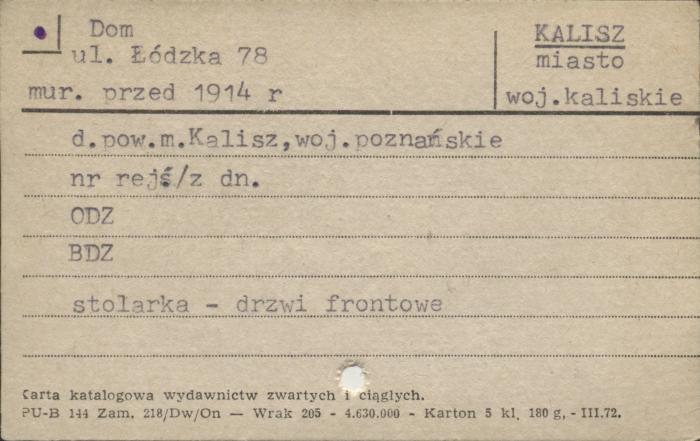 Dom
ul. Łódzka 78
mur. przed 1914 r
KALISZ
miasto
woj.kaliskie
d.pow.m.Kalisz,woj.poznańskie
nr rejś/z dn.
ODZ
BDZ
stolarka - drzwi frontowe
Karta katalogowa wydawnictw zwartych i ciągłych.
PU-B 144 Zam. 218/Dw/On — Wrak 205 - 4.630.000 - Karton 5 kl. 180 g, - III.72.